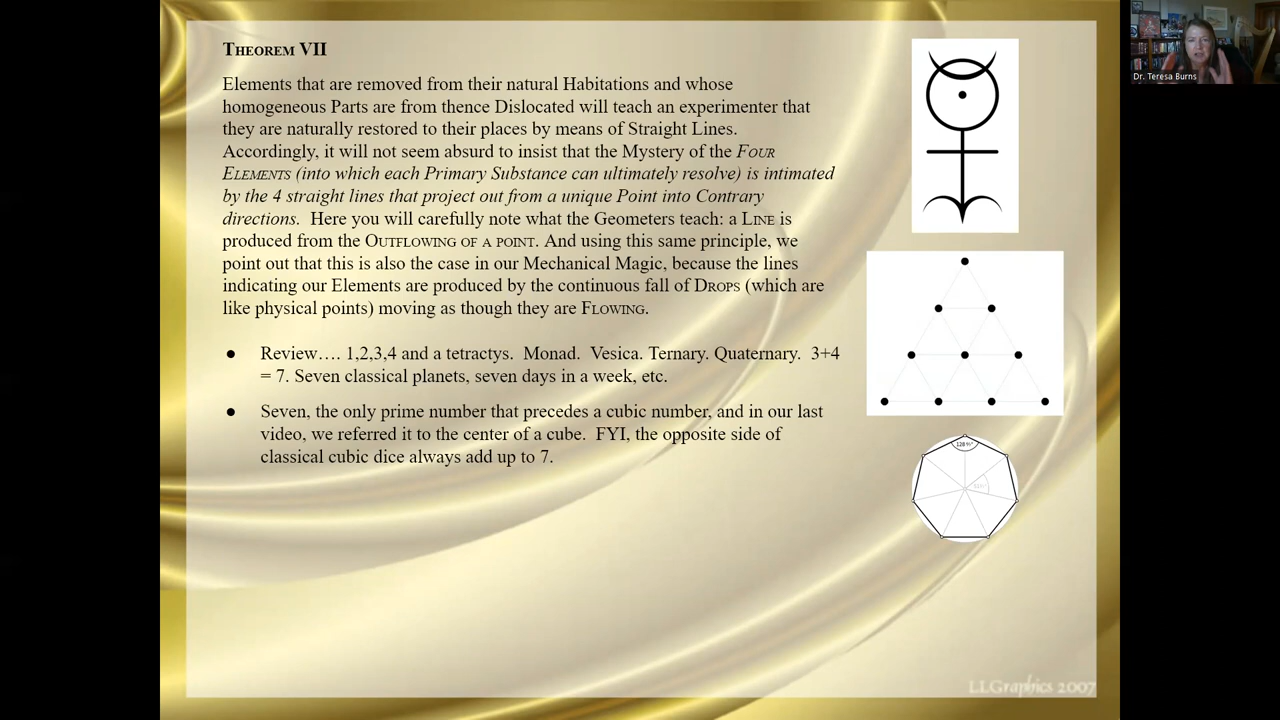 THEOREM VII
Elements that are removed from their natural Habitations and whose
homogeneous Parts are from thence Dislocated will teach an experimenter that
they are naturally restored to their places by means of Straight Lines.
Accordingly, it will not seem absurd to insist that the Mystery of the FOUR
ELEMENTS (into which each Primary Substance can ultimately resolve) is intimated
by the 4 straight lines that project out from a unique Point into Contrary
directions. Here you will carefully note what the Geometers teach: a LINE is
produced from the OUTFLOWING OF A POINT. And using this same principle, we
point out that this is also the case in our Mechanical Magic, because the lines
indicating our Elements are produced by the continuous fall of DROPS (which are
like physical points) moving as though they are FLOWING.
● Review…. 1,2,3,4 and a tetractys. Monad. Vesica. Ternary. Quaternary. 3+4
= 7. Seven classical planets, seven days in a week, etc.
● Seven, the only prime number that precedes a cubic number, and in our last
video, we referred it to the center of a cube. FYI, the opposite side of
classical cubic dice always add up to 7.
Dr. Teresa Burns
LLGraphics 2007